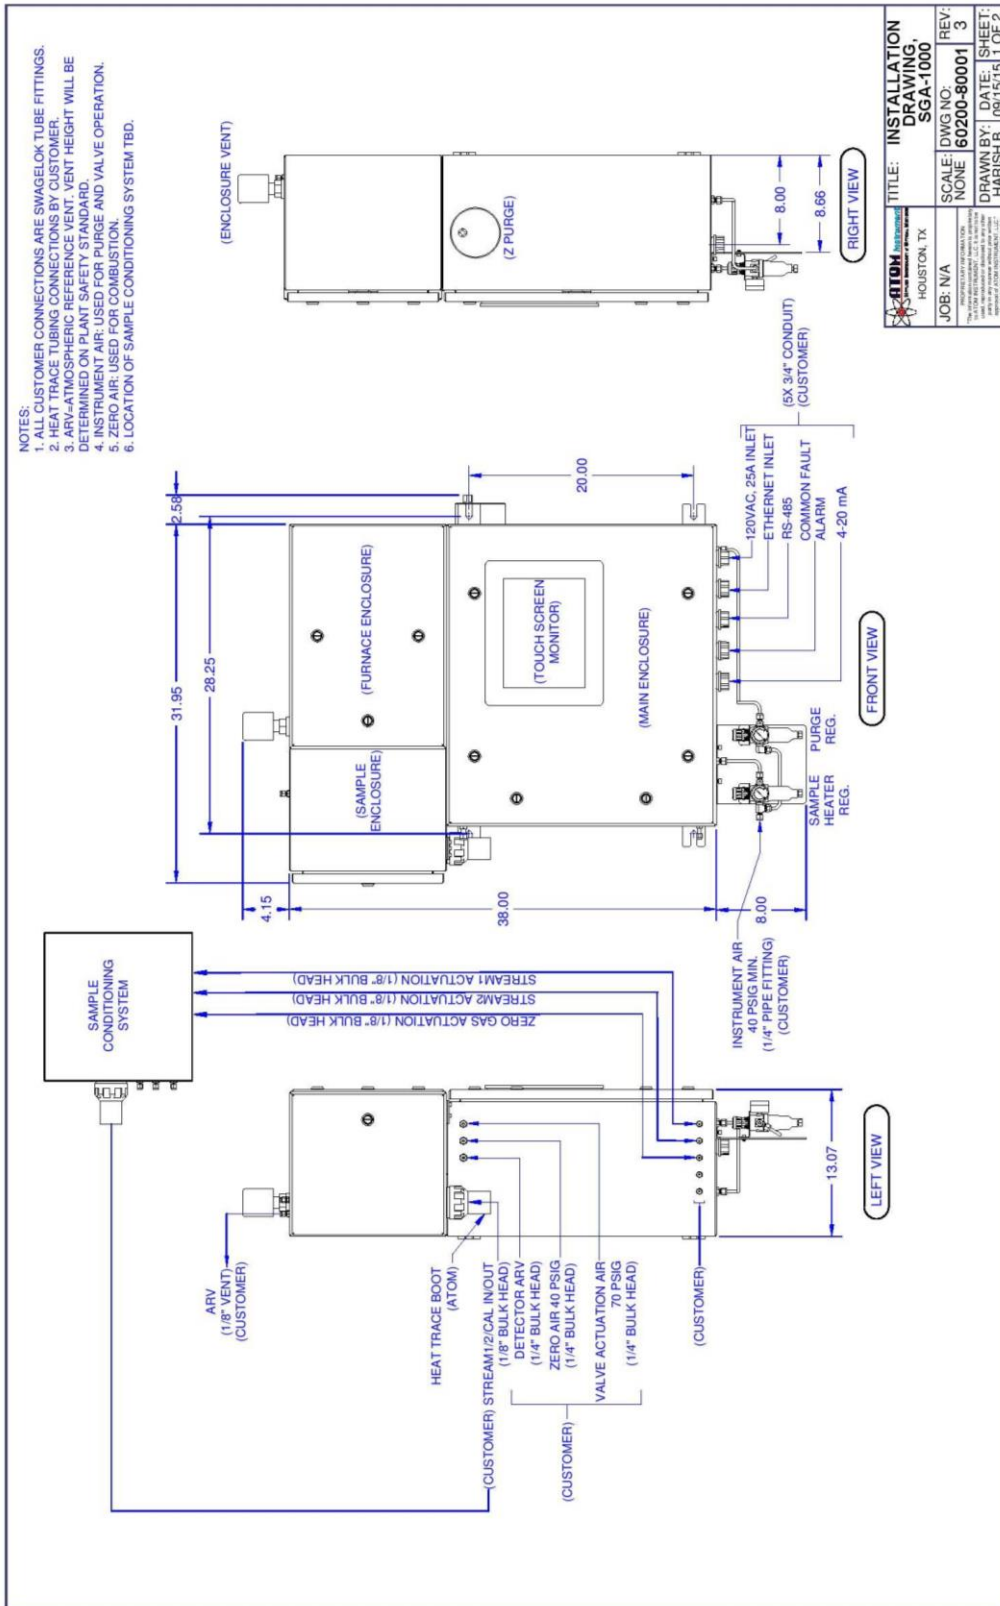 NOTES:
1. ALL CUSTOMER CONNECTIONS ARE SWAGELOK TUBE FITTINGS.
2. HEAT TRACE TUBING CONNECTIONS BY CUSTOMER.
3. ARV=ATMOSPHERIC REFERENCE VENT. VENT HEIGHT WILL BE
DETERMINED ON PLANT SAFETY STANDARD.
4. INSTRUMENT AIR: USED FOR PURGE AND VALVE OPERATION.
5. ZERO AIR: USED FOR COMBUSTION.
6. LOCATION OF SAMPLE CONDITIONING SYSTEM TBD.
SAMPLE
CONDITIONING
SYSTEM
STREAM1 ACTUATION (1/8" BULK HEAD)
STREAM2 ACTUATION (1/8" BULK HEAD)
ZERO GAS ACTUATION (1/8" BULK HEAD)
ARV
(1/8" VENT)
(CUSTOMER)
HEAT TRACE BOOT
(ATOM)
(CUSTOMER) STREAM1/2/CAL IN/OUT
(1/8" BULK HEAD)
DETECTOR ARV
(1/4" BULK HEAD)
ZERO AIR 40 PSIG
(1/4" BULK HEAD)
VALVE ACTUATION AIR
70 PSIG
(1/4" BULK HEAD)
(CUSTOMER)
(CUSTOMER)
13.07
LEFT VIEW
31.95
2.58
28.25
4.15
38.00
8.00
20.00
(SAMPLE
ENCLOSURE)
(FURNACE ENCLOSURE)
(TOUCH SCREEN
MONITOR)
(MAIN ENCLOSURE)
INSTRUMENT AIR
40 PSIG MIN.
(1/4" PIPE FITTING)
(CUSTOMER)
SAMPLE
HEATER
REG.
PURGE
REG.
120VAC, 25A INLET
ETHERNET INLET
RS-485
COMMON FAULT
ALARM
4-20 mA
(5X 3/4" CONDUIT)
(CUSTOMER)
FRONT VIEW
(ENCLOSURE VENT)
(Z PURGE)
8.00
8.66
RIGHT VIEW
ATOM Instrument
HOUSTON, TX
JOB: N/A
PROPRIETARY INFORMATION
TITLE: INSTALLATION
DRAWING,
SGA-1000
SCALE:
NONE
DWG NO:
60200-80001
REV:
3
DRAWN BY:
HARISH B.
DATE:
09/15/15
SHEET:
1 OF 2